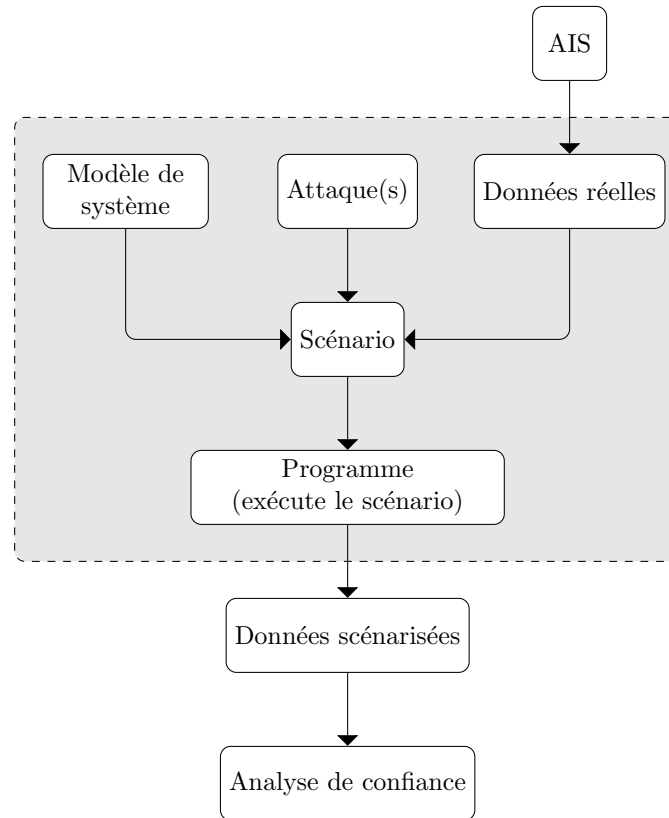 AIS
Modèle de
système
Attaque(s)
Données réelles
Scénario
Programme
(exécute le scénario)
Données scénarisées
Analyse de confiance